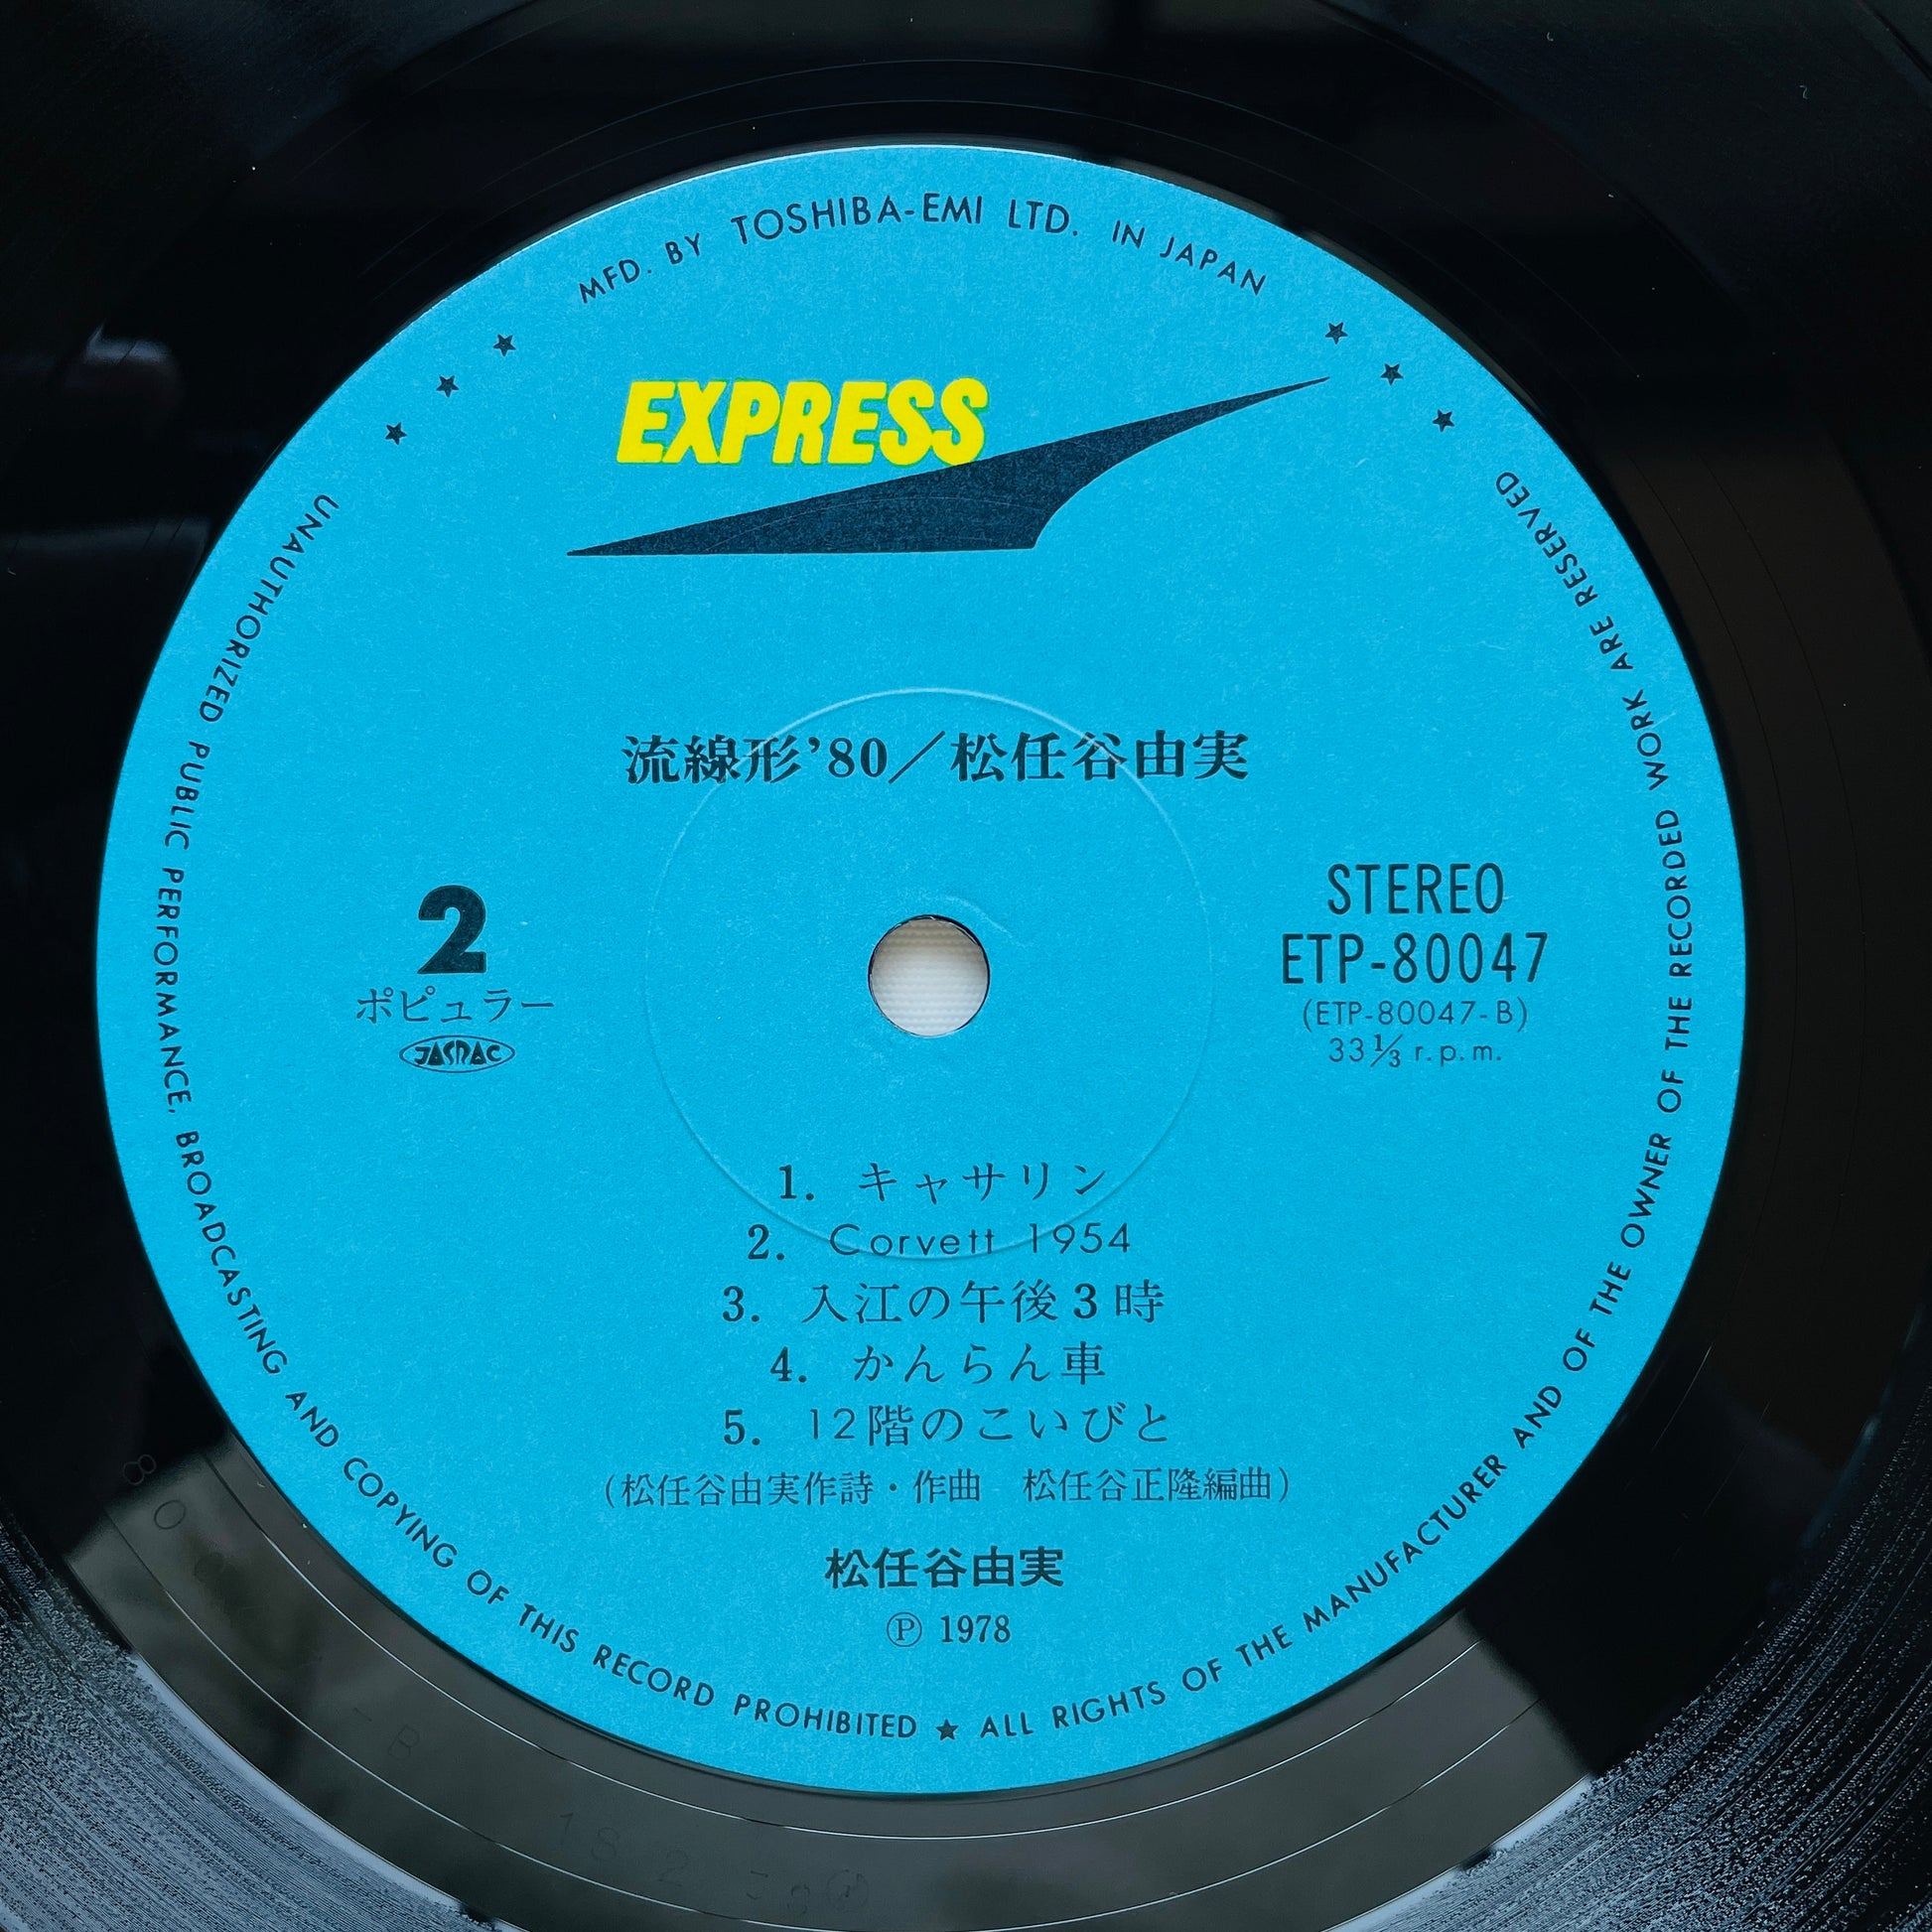 MFD. BY TOSHIBA-EMI LTD. IN JAPAN
EXPRESS
流線形'80／松任谷由実
2
ポピュラー
JASRAC
STEREO
ETP-80047
(ETP-80047-B)
33⅓ r.p.m.
1. キャサリン
2. Corvett 1954
3. 入江の午後3時
4. かんらん車
5. 12階のこいびと
(松任谷由実作詩・作曲　松任谷正隆編曲)
松任谷由実
Ⓟ 1978
UNAUTHORIZED PUBLIC PERFORMANCE, BROADCASTING AND COPYING OF THIS RECORD PROHIBITED ★ ALL RIGHTS OF THE MANUFACTURER AND OF THE OWNER OF THE RECORDED WORK ARE RESERVED